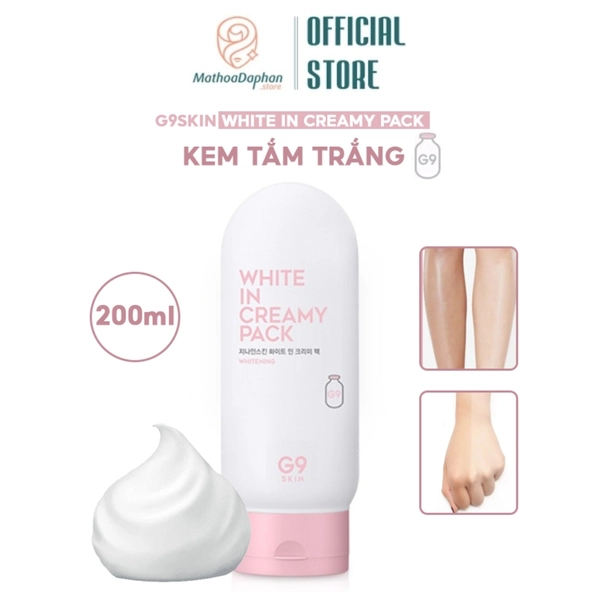 MathoaDaphan
.store
OFFICIAL
STORE
G9SKIN WHITE IN CREAMY PACK
KEM TẮM TRẮNG
G9
200ml
WHITE
IN
CREAMY
PACK
지나인스킨 화이트 인 크리미 팩
WHITENING
G9
G9
SKIN